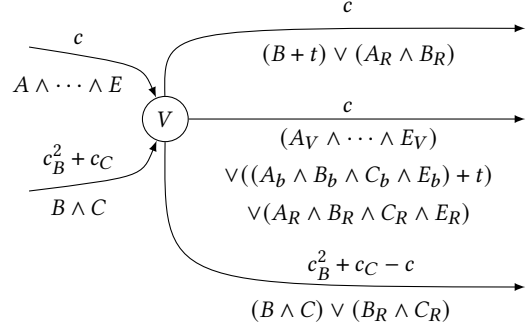 c
A ∧ · · · ∧ E
c_B^2 + c_C
B ∧ C
V
c
(B + t) ∨ (A_R ∧ B_R)
c
(A_V ∧ · · · ∧ E_V)
∨((A_b ∧ B_b ∧ C_b ∧ E_b) + t)
∨(A_R ∧ B_R ∧ C_R ∧ E_R)
c_B^2 + c_C − c
(B ∧ C) ∨ (B_R ∧ C_R)